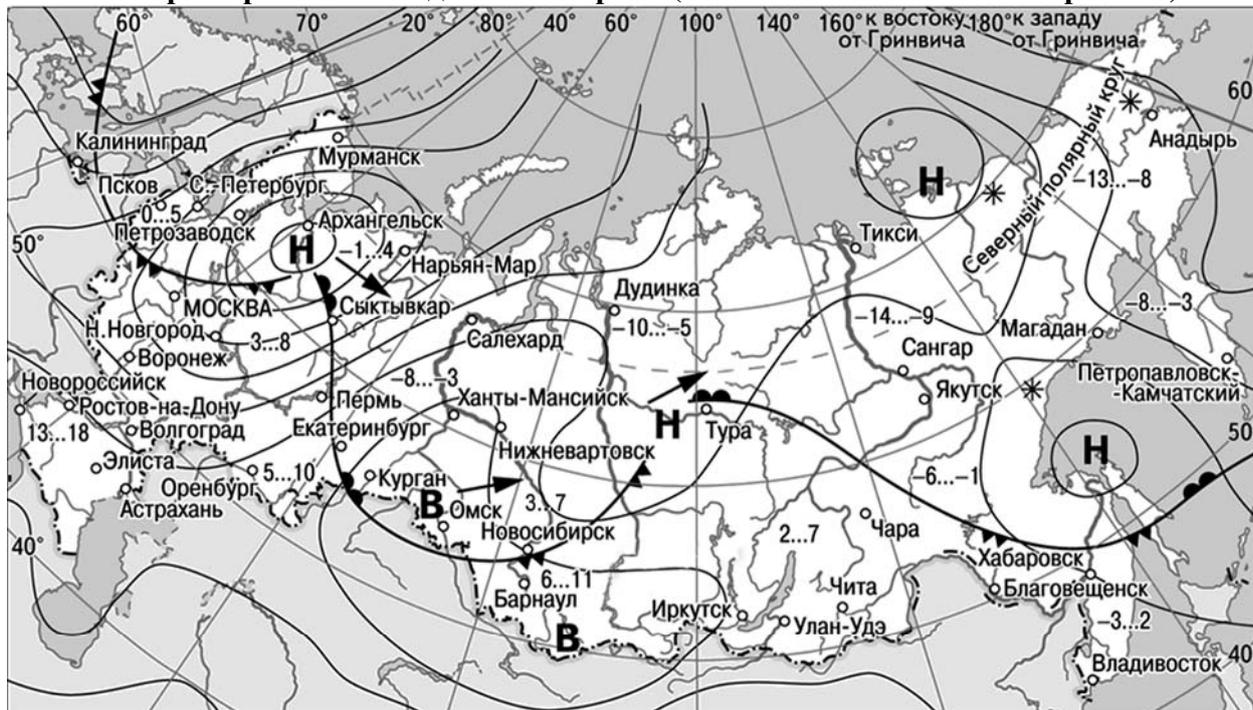 60°
70°
20°
80°
40°
60°
100°
140°
160°
к востоку
от Гринвича
180°
к западу
от Гринвича
60°
Северный полярный круг
Анадырь
Калининград
Мурманск
Псков
С.-Петербург
0...5
Петрозаводск
Архангельск
Н
−1...4
Нарьян-Мар
50°
МОСКВА
Сыктывкар
Н.Новгород
3...8
Воронеж
Салехард
Дудинка
−10...−5
Тикси
Н
−13...−8
−14...−9
−8...−3
Магадан
Сангар
Якутск
Петропавловск-
-Камчатский
Новороссийск
Ростов-на-Дону
13...18
Волгоград
Пермь
−8...−3
Ханты-Мансийск
Н
Тура
Екатеринбург
Нижневартовск
Элиста
5...10
Оренбург
Астрахань
Курган
В
Омск
3...7
Новосибирск
−6...−1
Н
50°
40°
6...11
Барнаул
В
2...7
Чара
Чита
Иркутск
Улан-Удэ
Хабаровск
Благовещенск
−3...2
Владивосток
40°